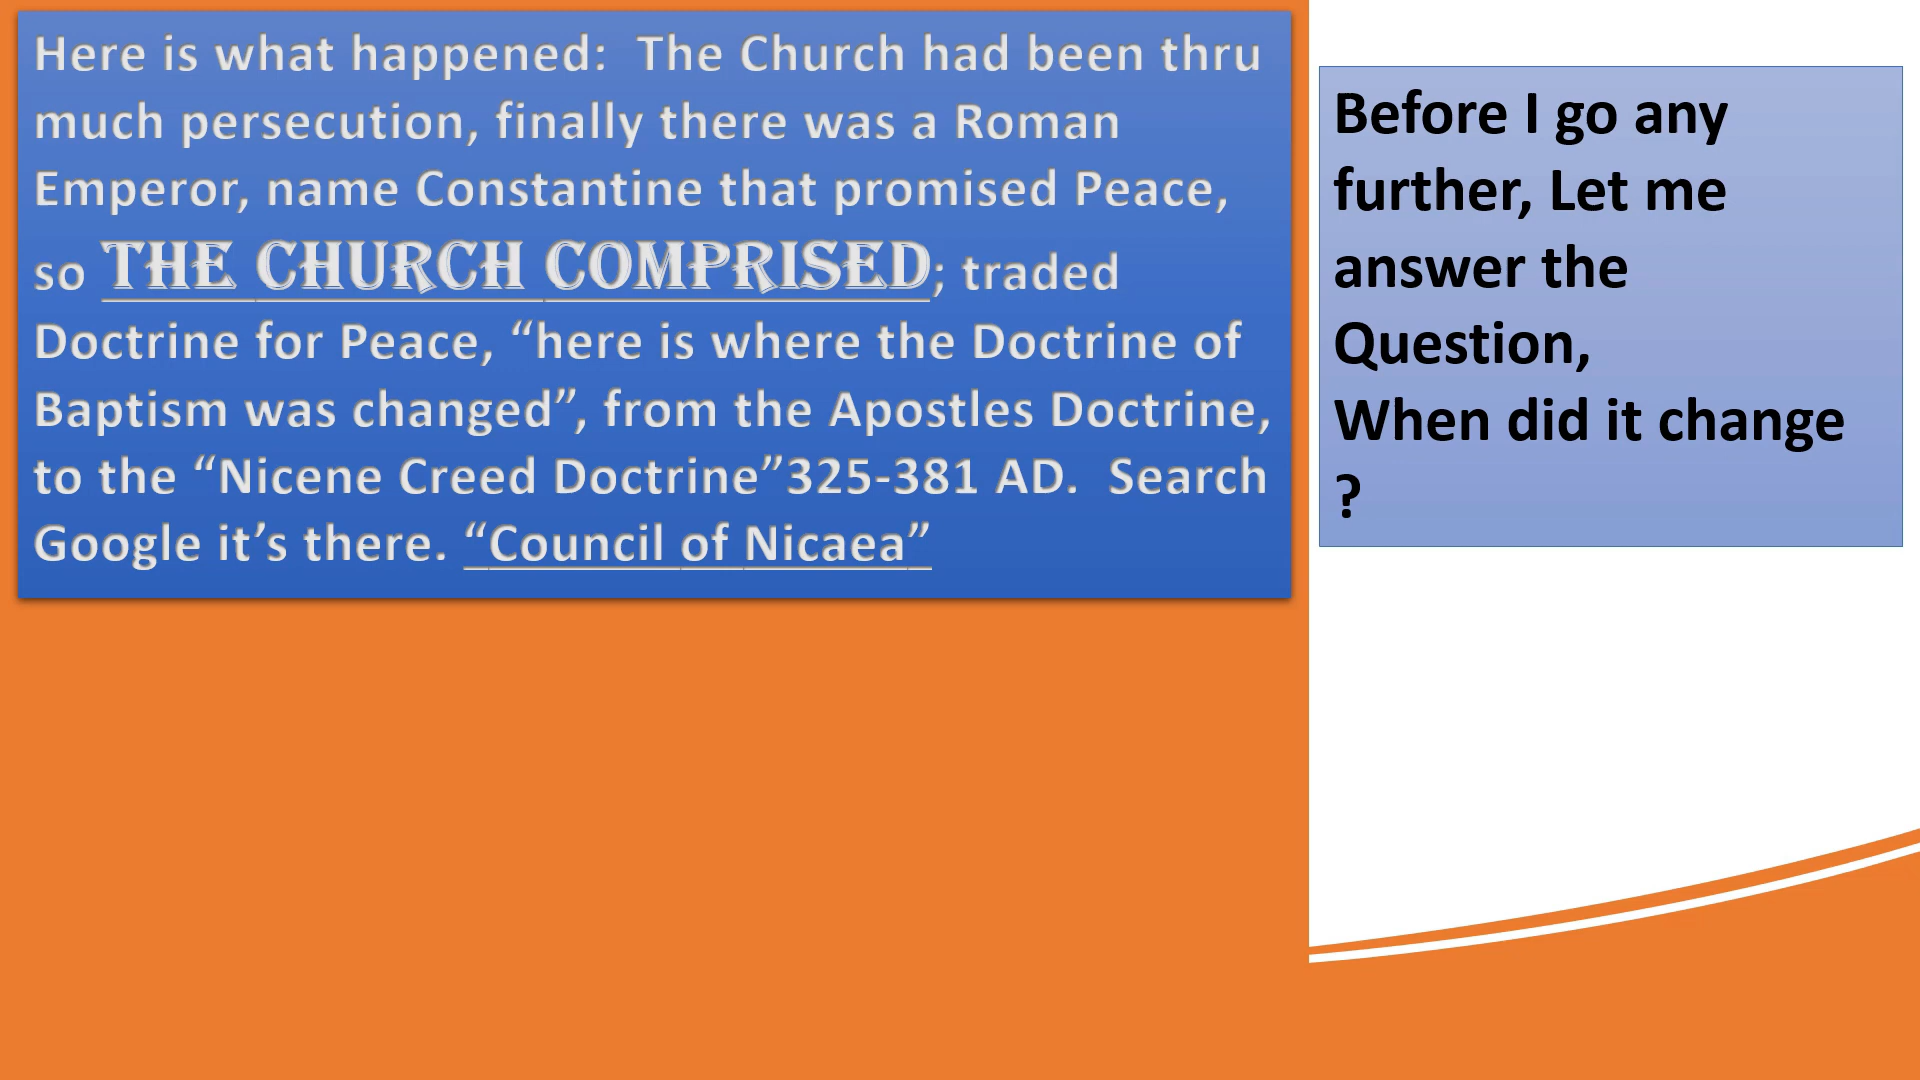 Here is what happened:  The Church had been thru
much persecution, finally there was a Roman
Emperor, name Constantine that promised Peace,
so THE CHURCH COMPRISED; traded
Doctrine for Peace, “here is where the Doctrine of
Baptism was changed”, from the Apostles Doctrine,
to the “Nicene Creed Doctrine”325-381 AD.  Search
Google it’s there. “Council of Nicaea”
Before I go any
further, Let me
answer the
Question,
When did it change
?